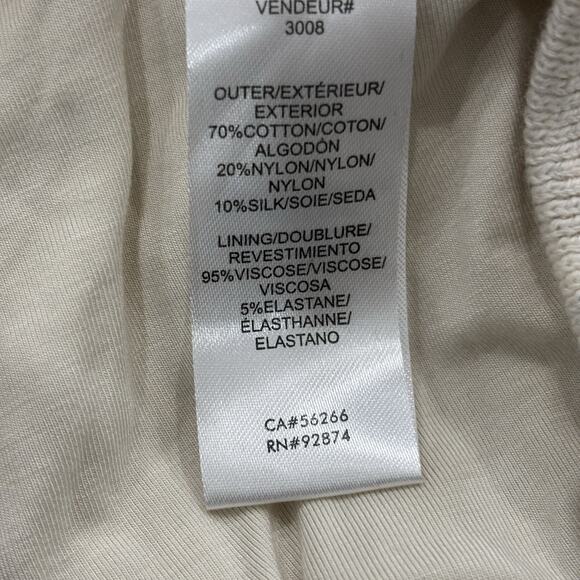 VENDEUR#
3008
OUTER/EXTÉRIEUR/
EXTERIOR
70%COTTON/COTON/
ALGODÓN
20%NYLON/NYLON/
NYLON
10%SILK/SOIE/SEDA
LINING/DOUBLURE/
REVESTIMIENTO
95%VISCOSE/VISCOSE/
VISCOSA
5%ELASTANE/
ÉLASTHANNE/
ELASTANO
CA#56266
RN#92874